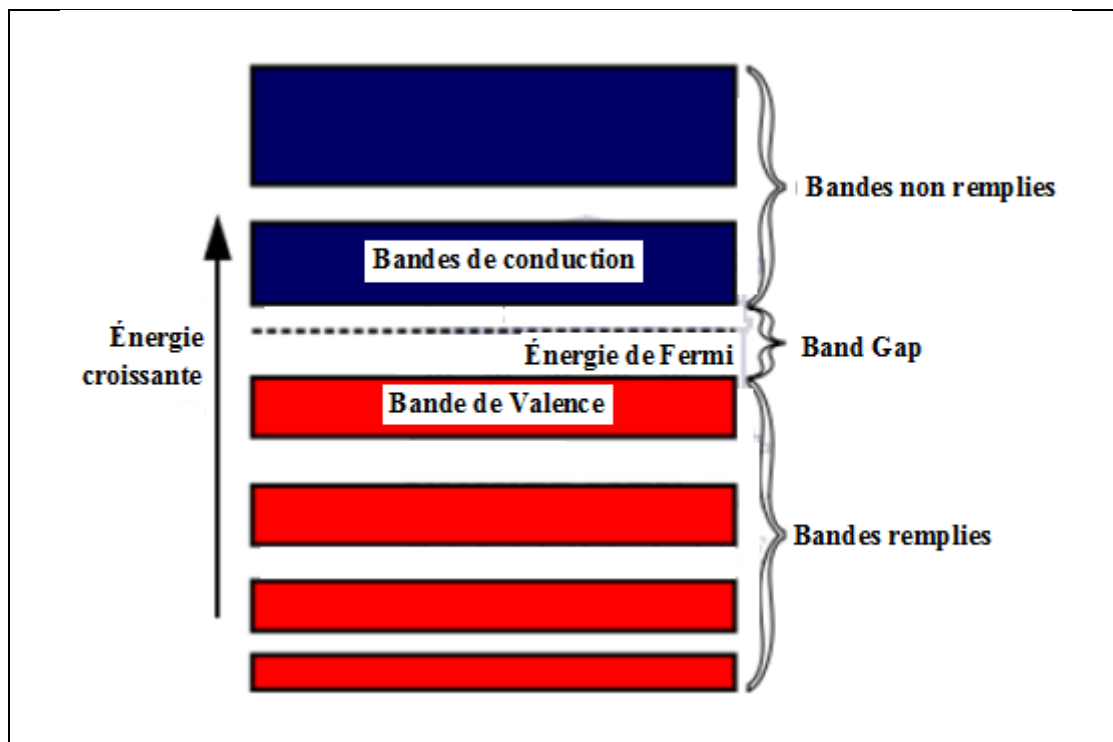 Bandes non remplies
Bandes de conduction
Énergie
croissante
Énergie de Fermi
Band Gap
Bande de Valence
Bandes remplies